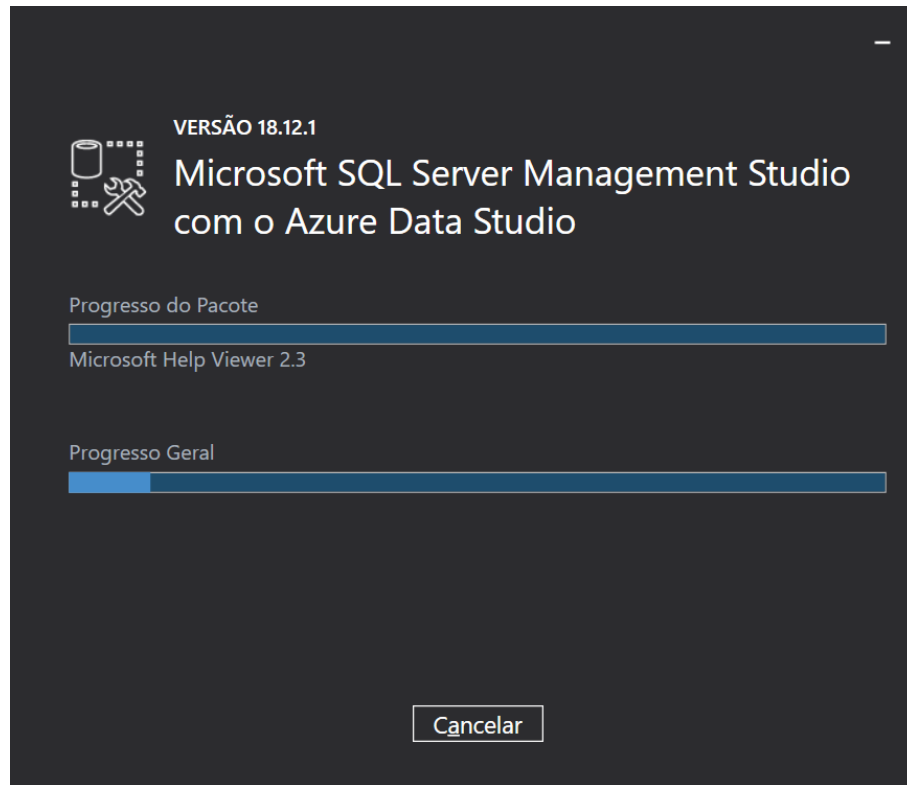 VERSÃO 18.12.1
Microsoft SQL Server Management Studio
com o Azure Data Studio
Progresso do Pacote
Microsoft Help Viewer 2.3
Progresso Geral
Cancelar